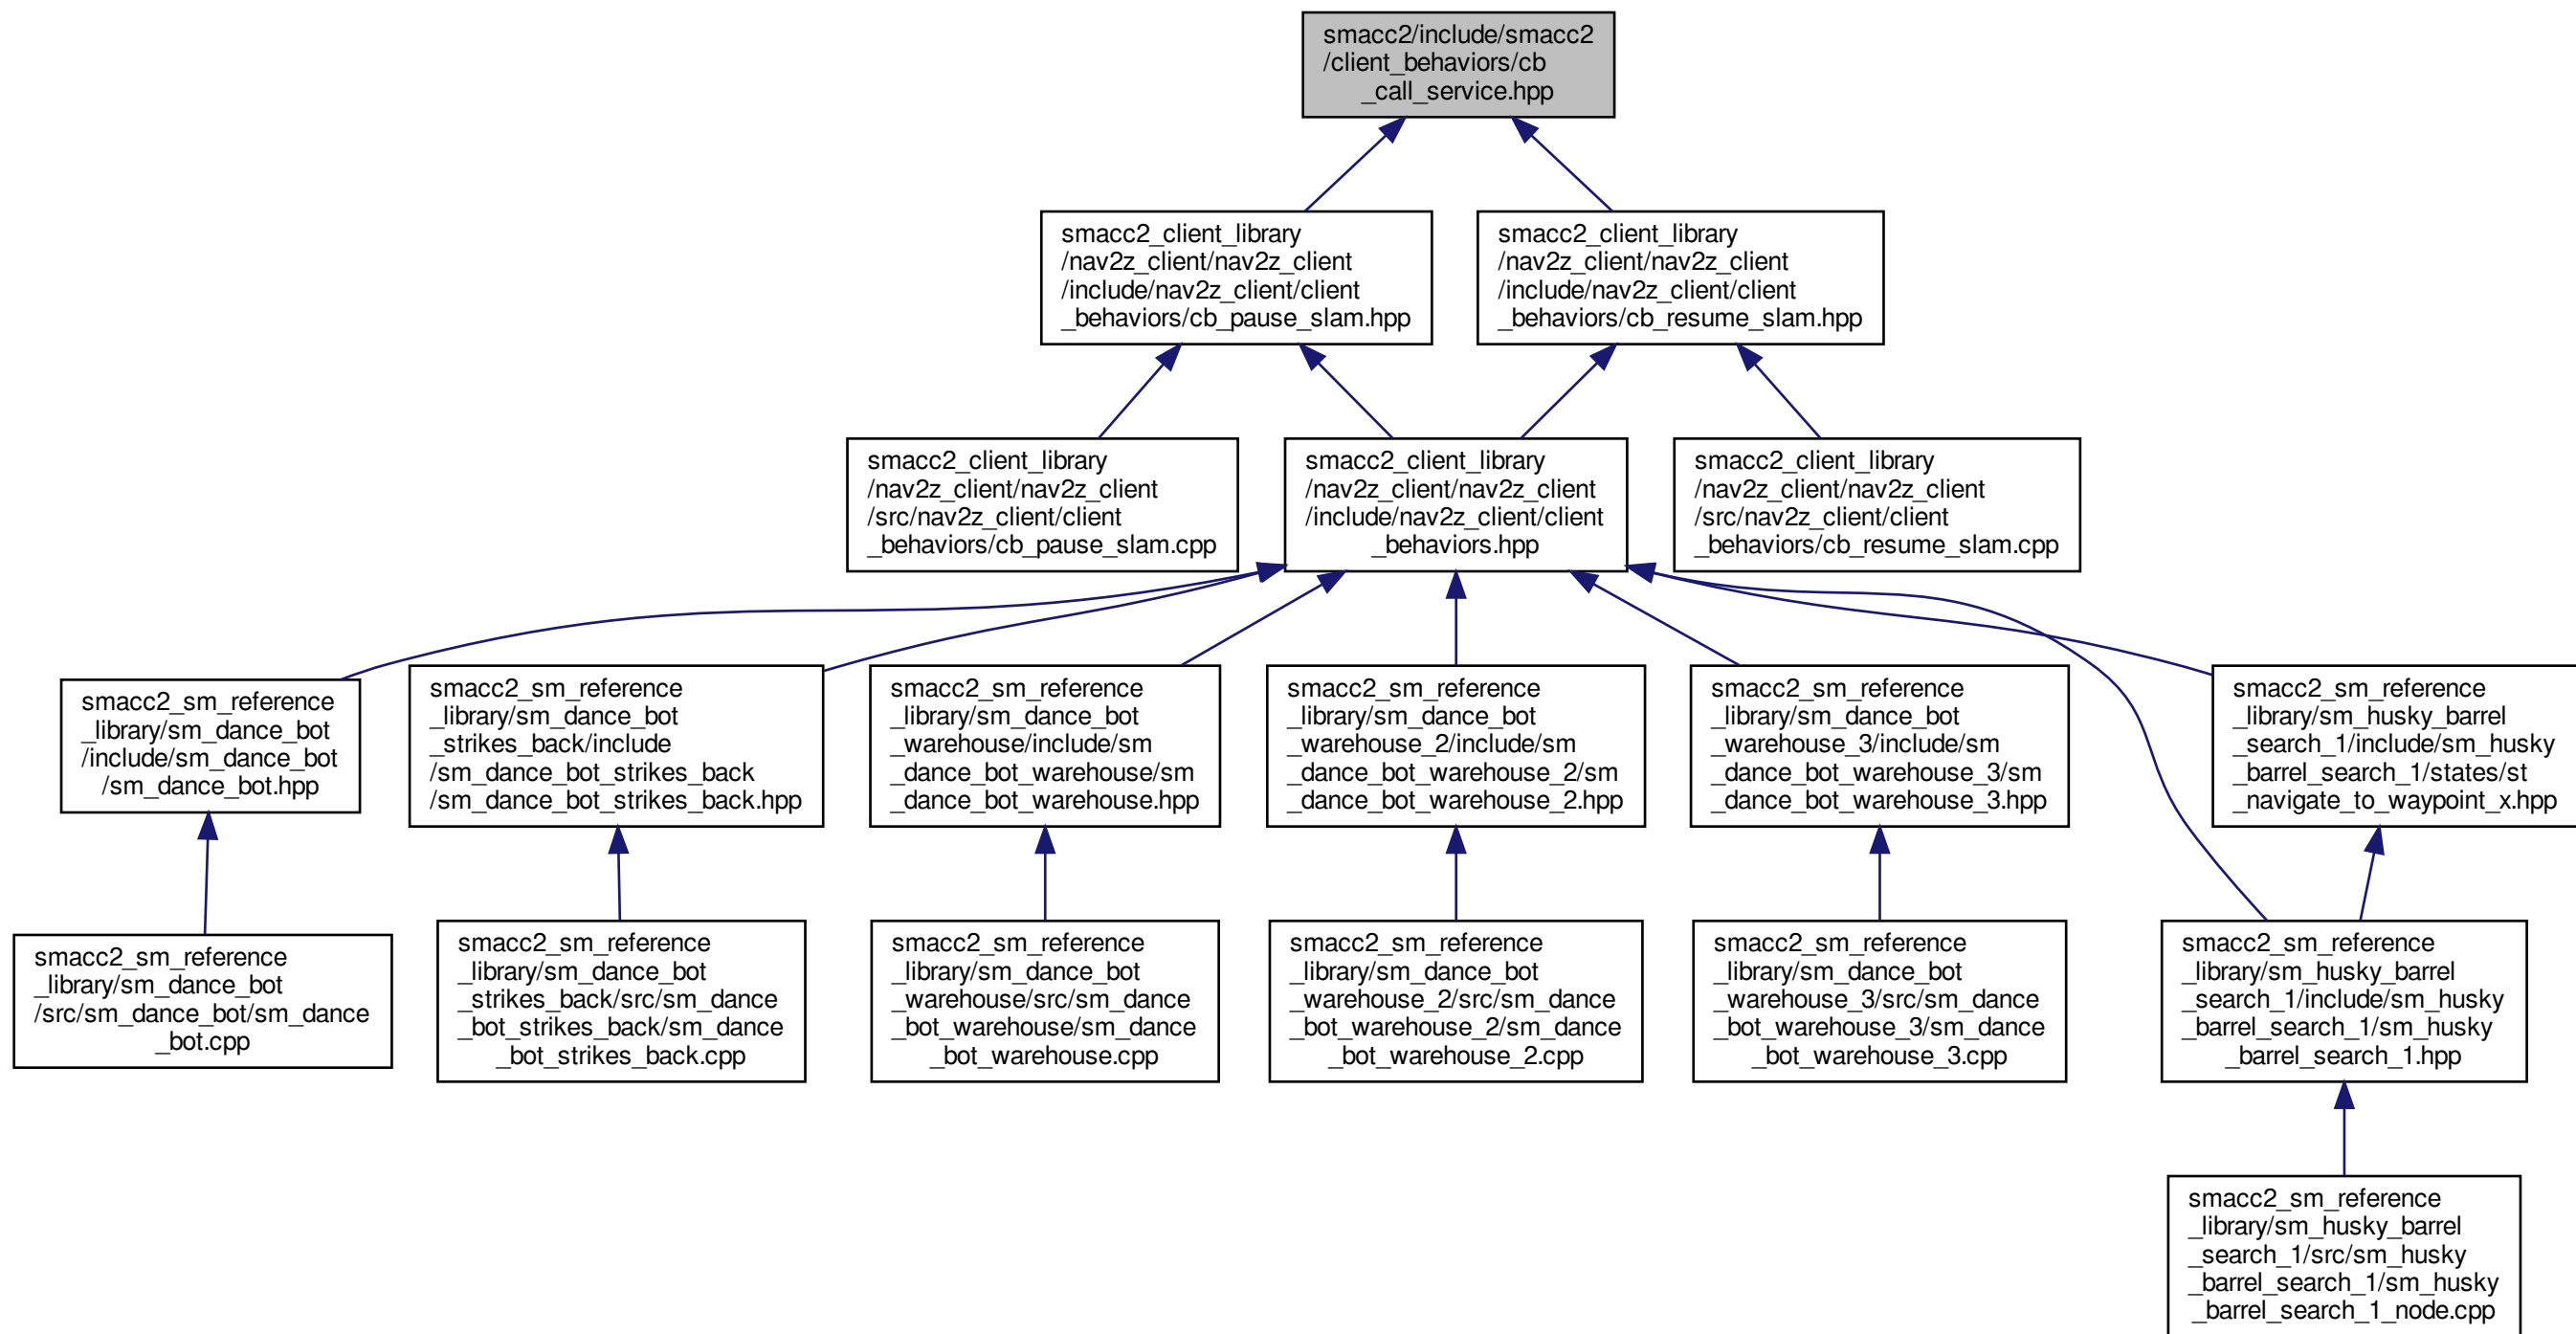 smacc2/include/smacc2
/client_behaviors/cb
_call_service.hpp
smacc2_client_library
/nav2z_client/nav2z_client
/include/nav2z_client/client
_behaviors/cb_pause_slam.hpp
smacc2_client_library
/nav2z_client/nav2z_client
/include/nav2z_client/client
_behaviors/cb_resume_slam.hpp
smacc2_client_library
/nav2z_client/nav2z_client
/src/nav2z_client/client
_behaviors/cb_pause_slam.cpp
smacc2_client_library
/nav2z_client/nav2z_client
/include/nav2z_client/client
_behaviors.hpp
smacc2_client_library
/nav2z_client/nav2z_client
/src/nav2z_client/client
_behaviors/cb_resume_slam.cpp
smacc2_sm_reference
_library/sm_dance_bot
/include/sm_dance_bot
/sm_dance_bot.hpp
smacc2_sm_reference
_library/sm_dance_bot
_strikes_back/include
/sm_dance_bot_strikes_back
/sm_dance_bot_strikes_back.hpp
smacc2_sm_reference
_library/sm_dance_bot
_warehouse/include/sm
_dance_bot_warehouse/sm
_dance_bot_warehouse.hpp
smacc2_sm_reference
_library/sm_dance_bot
_warehouse_2/include/sm
_dance_bot_warehouse_2/sm
_dance_bot_warehouse_2.hpp
smacc2_sm_reference
_library/sm_dance_bot
_warehouse_3/include/sm
_dance_bot_warehouse_3/sm
_dance_bot_warehouse_3.hpp
smacc2_sm_reference
_library/sm_husky_barrel
_search_1/include/sm_husky
_barrel_search_1/states/st
_navigate_to_waypoint_x.hpp
smacc2_sm_reference
_library/sm_dance_bot
/src/sm_dance_bot/sm_dance
_bot.cpp
smacc2_sm_reference
_library/sm_dance_bot
_strikes_back/src/sm_dance
_bot_strikes_back/sm_dance
_bot_strikes_back.cpp
smacc2_sm_reference
_library/sm_dance_bot
_warehouse/src/sm_dance
_bot_warehouse/sm_dance
_bot_warehouse.cpp
smacc2_sm_reference
_library/sm_dance_bot
_warehouse_2/src/sm_dance
_bot_warehouse_2/sm_dance
_bot_warehouse_2.cpp
smacc2_sm_reference
_library/sm_dance_bot
_warehouse_3/src/sm_dance
_bot_warehouse_3/sm_dance
_bot_warehouse_3.cpp
smacc2_sm_reference
_library/sm_husky_barrel
_search_1/include/sm_husky
_barrel_search_1/sm_husky
_barrel_search_1.hpp
smacc2_sm_reference
_library/sm_husky_barrel
_search_1/src/sm_husky
_barrel_search_1/sm_husky
_barrel_search_1_node.cpp